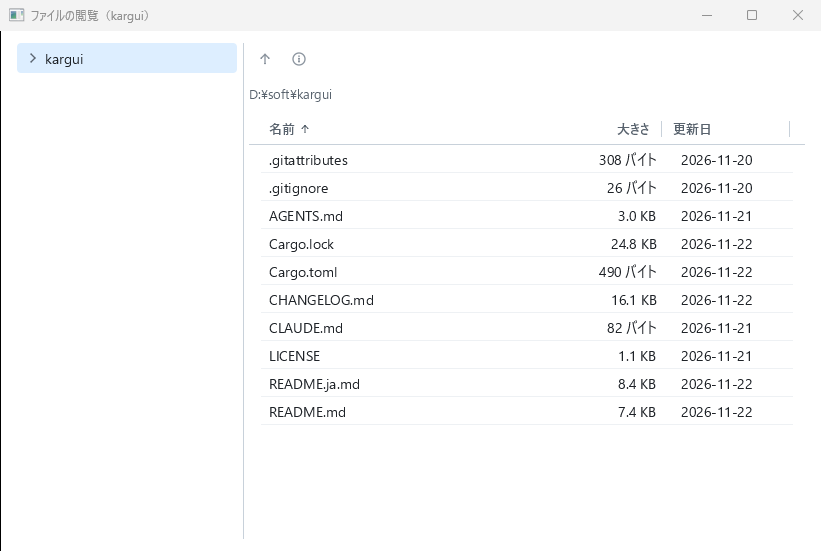 ファイルの閲覧（kargui）
kargui
D:¥soft¥kargui
名前 大きさ 更新日
.gitattributes 308 バイト 2026-11-20
.gitignore 26 バイト 2026-11-20
AGENTS.md 3.0 KB 2026-11-21
Cargo.lock 24.8 KB 2026-11-22
Cargo.toml 490 バイト 2026-11-22
CHANGELOG.md 16.1 KB 2026-11-22
CLAUDE.md 82 バイト 2026-11-21
LICENSE 1.1 KB 2026-11-21
README.ja.md 8.4 KB 2026-11-22
README.md 7.4 KB 2026-11-22